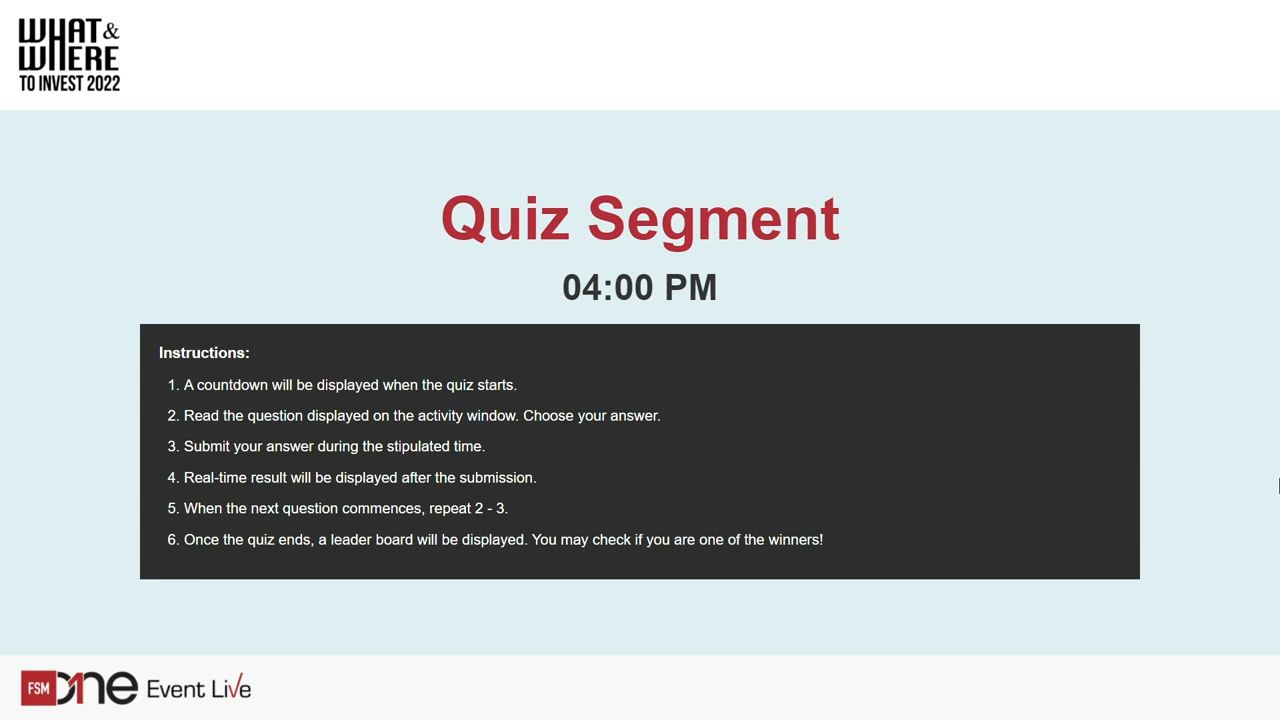 WHAT &
WHERE
TO INVEST 2022
Quiz Segment
04:00 PM
Instructions:
1. A countdown will be displayed when the quiz starts.
2. Read the question displayed on the activity window. Choose your answer.
3. Submit your answer during the stipulated time.
4. Real-time result will be displayed after the submission.
5. When the next question commences, repeat 2 - 3.
6. Once the quiz ends, a leader board will be displayed. You may check if you are one of the winners!
FSM One Event Live